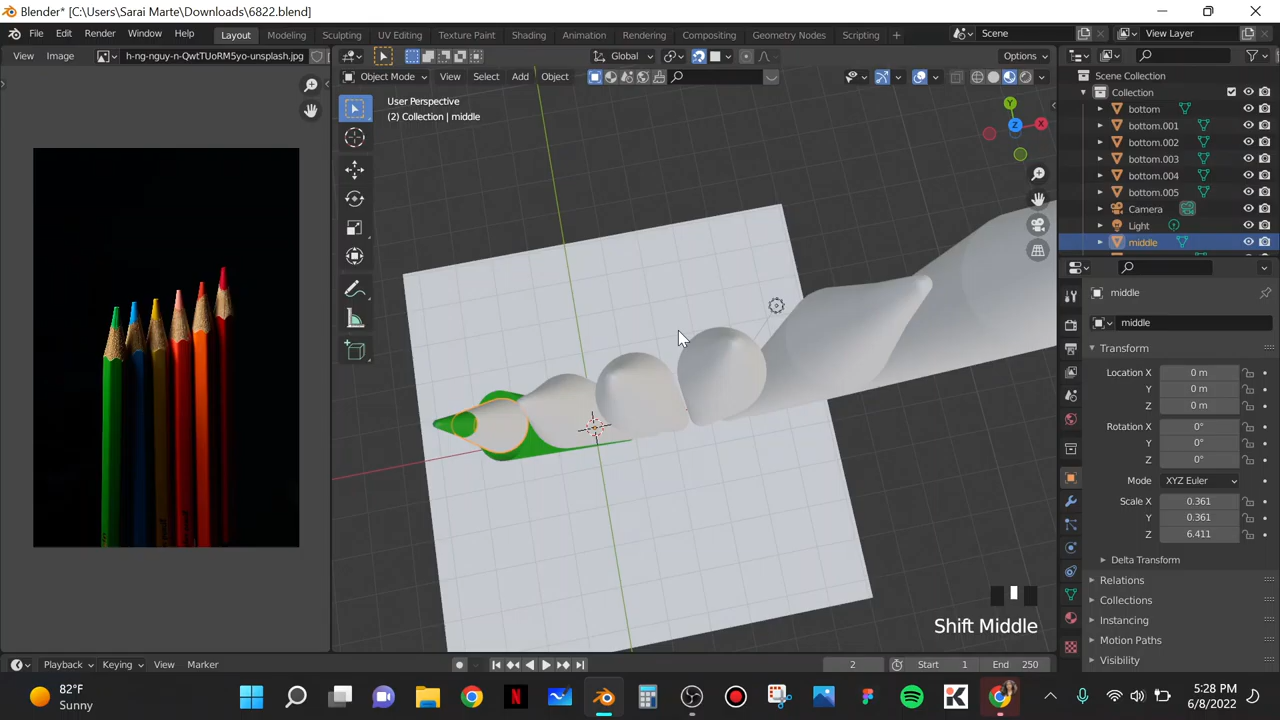 Blender* [C:\Users\Sarai Marte\Downloads\6822.blend]
File Edit Render Window Help Layout Modeling Sculpting UV Editing Texture Paint Shading Animation Rendering Compositing Geometry Nodes Scripting Scene View Layer
View Image h-ng-nguy-n-QwtTUoRM5yo-unsplash.jpg Global Options
Object Mode View Select Add Object
Scene Collection
Collection
bottom
bottom.001
bottom.002
bottom.003
bottom.004
bottom.005
Camera
Light
middle
User Perspective
(2) Collection | middle
Y
Z X
middle
middle
Transform
Location X 0 m
Y 0 m
Z 0 m
Rotation X 0°
Y 0°
Z 0°
Mode XYZ Euler
Scale X 0.361
Y 0.361
Z 6.411
Delta Transform
Relations
Collections
Instancing
Motion Paths
Visibility
Shift Middle
Playback Keying View Marker 2 Start 1 End 250
82°F
Sunny
5:28 PM
6/8/2022